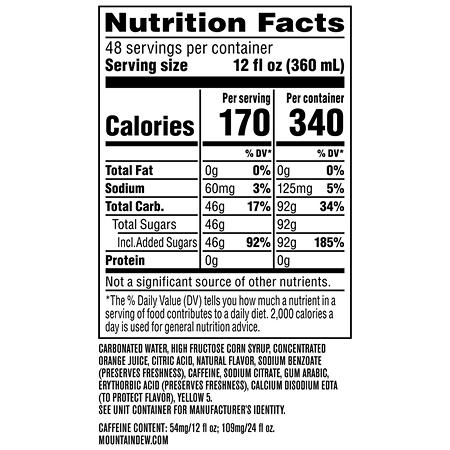 Nutrition Facts
48 servings per container
Serving size 12 fl oz (360 mL)
Per serving Per container
Calories 170 340
% DV* % DV*
Total Fat 0g 0% 0g 0%
Sodium 60mg 3% 125mg 5%
Total Carb. 46g 17% 92g 34%
Total Sugars 46g 92g
Incl.Added Sugars 46g 92% 92g 185%
Protein 0g 0g
Not a significant source of other nutrients.
*The % Daily Value (DV) tells you how much a nutrient in a
serving of food contributes to a daily diet. 2,000 calories a
day is used for general nutrition advice.
CARBONATED WATER, HIGH FRUCTOSE CORN SYRUP, CONCENTRATED
ORANGE JUICE, CITRIC ACID, NATURAL FLAVOR, SODIUM BENZOATE
(PRESERVES FRESHNESS), CAFFEINE, SODIUM CITRATE, GUM ARABIC,
ERYTHORBIC ACID (PRESERVES FRESHNESS), CALCIUM DISODIUM EDTA
(TO PROTECT FLAVOR), YELLOW 5.
SEE UNIT CONTAINER FOR MANUFACTURER'S IDENTITY.
CAFFEINE CONTENT: 54mg/12 fl oz; 109mg/24 fl oz.
MOUNTAINDEW.COM